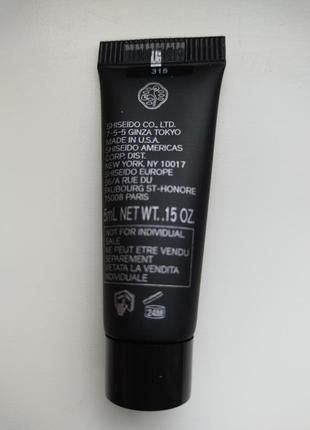 315
SHISEIDO CO., LTD.
7-5-5 GINZA TOKYO
MADE IN U.S.A.
SHISEIDO AMERICAS
CORP. DIST.
NEW YORK, NY 10017
SHISEIDO EUROPE
56/A RUE DU
FAUBOURG ST-HONORE
75008 PARIS
5mL NET WT. .15 OZ.
NOT FOR INDIVIDUAL
SALE
NE PEUT ETRE VENDU
SEPAREMENT
VIETATA LA VENDITA
INDIVIDUALE
24M